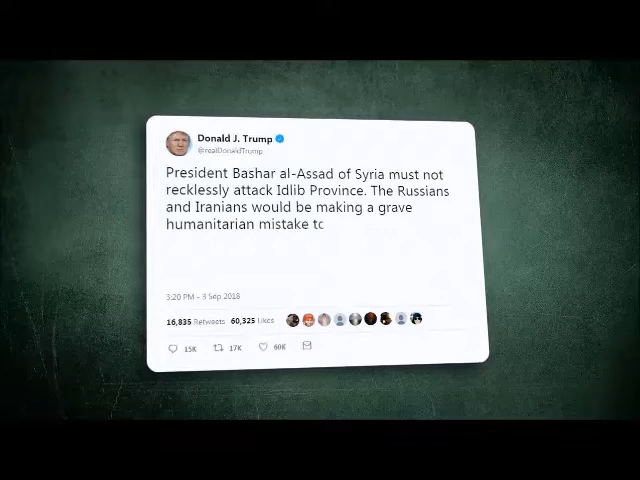 Donald J. Trump
@realDonaldTrump
President Bashar al-Assad of Syria must not
recklessly attack Idlib Province. The Russians
and Iranians would be making a grave
humanitarian mistake tc
3:20 PM - 3 Sep 2018
16,835 Retweets 60,325 Likes
15K 17K 60K